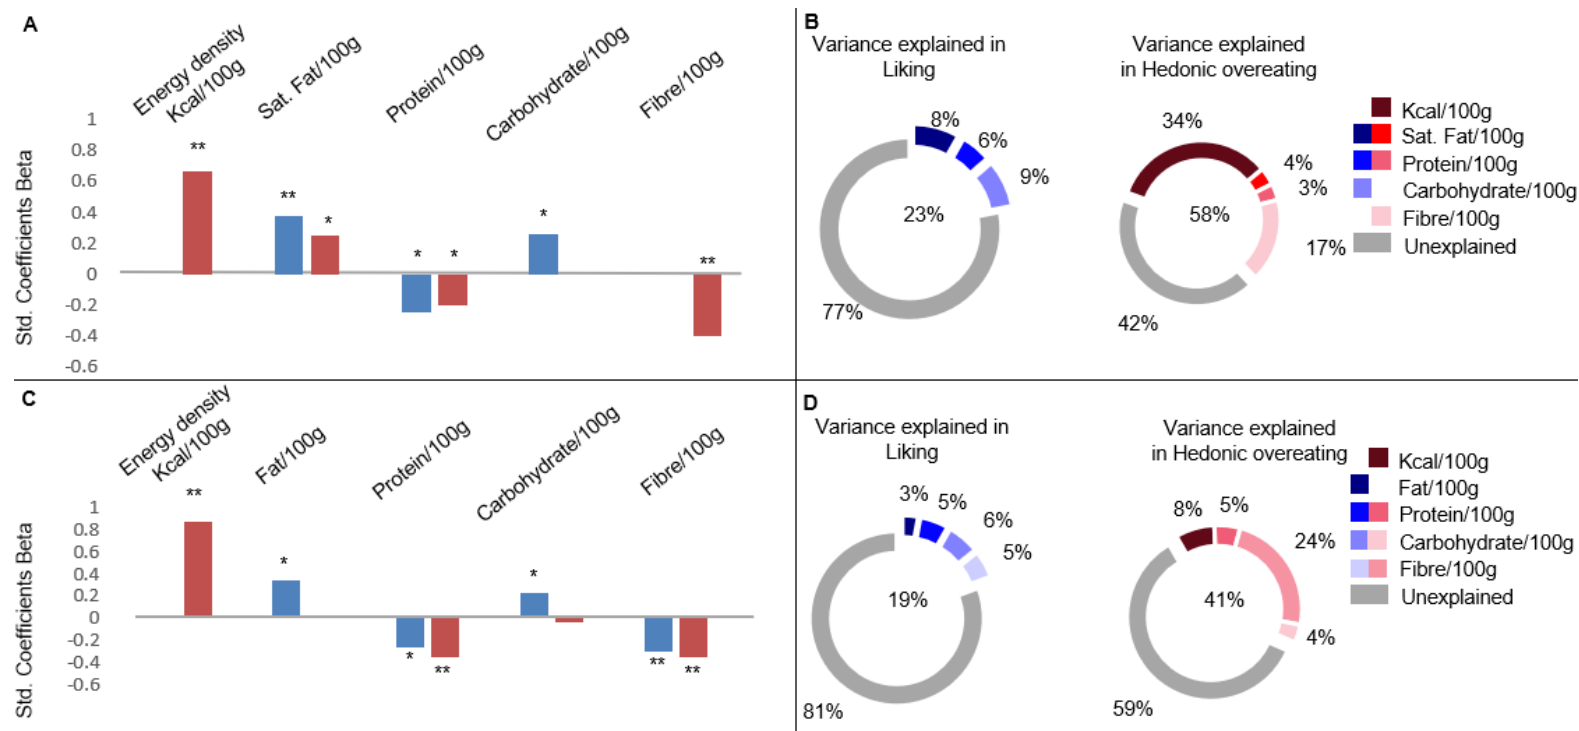 A
Energy density
Kcal/100g
Sat. Fat/100g
Protein/100g
Carbohydrate/100g
Fibre/100g
Std. Coefficients Beta
1
0.8
0.6
0.4
0.2
0
-0.2
-0.4
-0.6
**
**
*
*
*
*
**
B
Variance explained in
Liking
8%
6%
9%
23%
77%
Variance explained
in Hedonic overeating
34%
4%
3%
58%
17%
42%
Kcal/100g
Sat. Fat/100g
Protein/100g
Carbohydrate/100g
Fibre/100g
Unexplained
C
Energy density
Kcal/100g
Fat/100g
Protein/100g
Carbohydrate/100g
Fibre/100g
Std. Coefficients Beta
1
0.8
0.6
0.4
0.2
0
-0.2
-0.4
-0.6
**
*
*
**
*
**
**
D
Variance explained in
Liking
3%
5%
6%
5%
19%
81%
Variance explained
in Hedonic overeating
8%
5%
24%
41%
4%
59%
Kcal/100g
Fat/100g
Protein/100g
Carbohydrate/100g
Fibre/100g
Unexplained